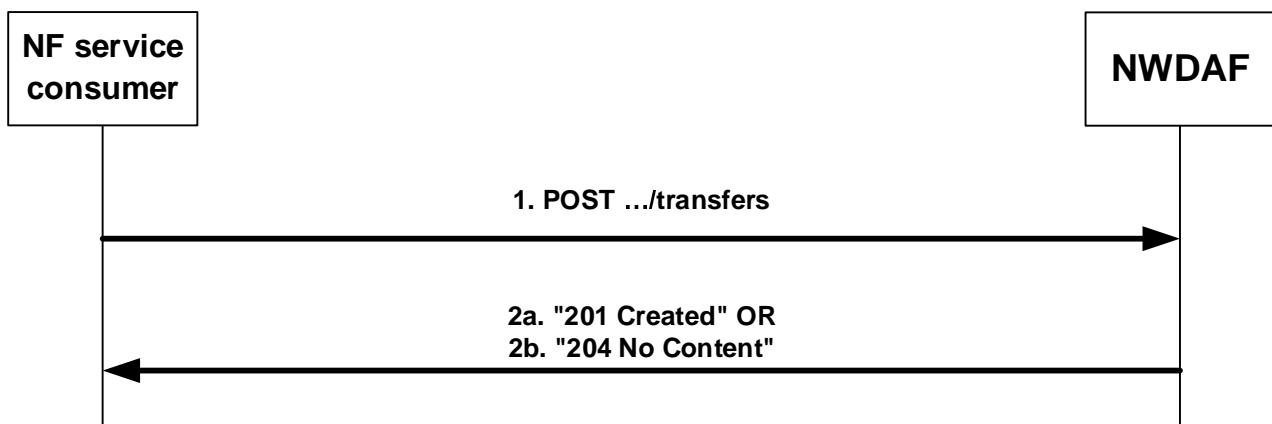 NF service
consumer
NWDAF
1. POST …/transfers
2a. "201 Created" OR
2b. "204 No Content"